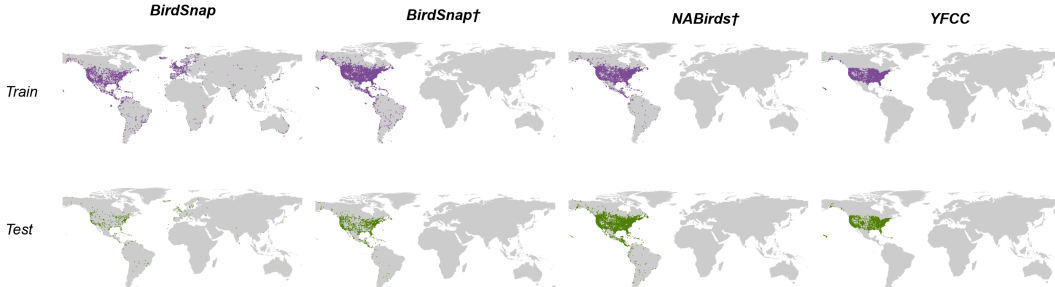 BirdSnap BirdSnap† NABirds† YFCC
Train
Test